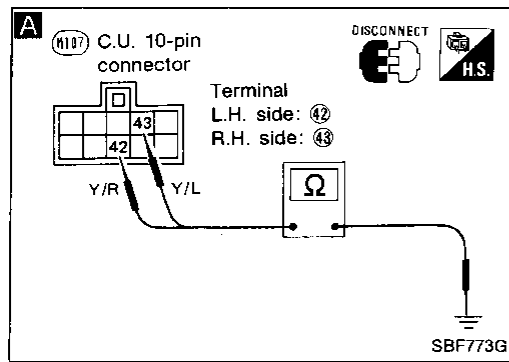 A
M107 C.U. 10-pin
connector
DISCONNECT
H.S.
Terminal
L.H. side: 42
R.H. side: 43
43
42
Y/R
Y/L
Ω
SBF773G